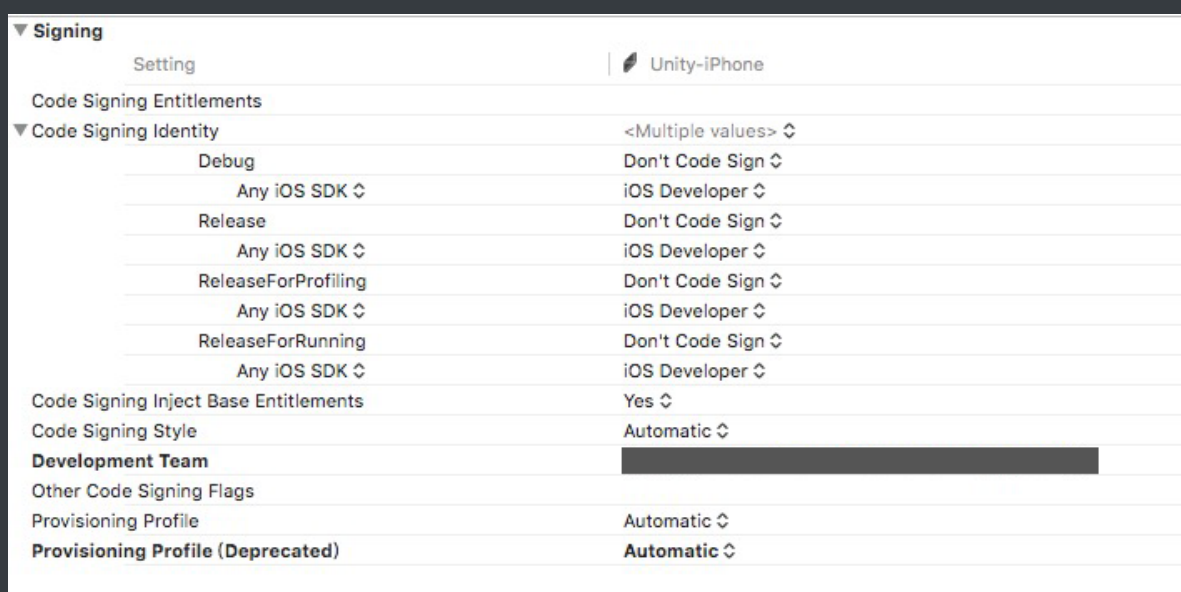 Signing
Setting Unity-iPhone
Code Signing Entitlements
Code Signing Identity <Multiple values>
Debug Don't Code Sign
Any iOS SDK iOS Developer
Release Don't Code Sign
Any iOS SDK iOS Developer
ReleaseForProfiling Don't Code Sign
Any iOS SDK iOS Developer
ReleaseForRunning Don't Code Sign
Any iOS SDK iOS Developer
Code Signing Inject Base Entitlements Yes
Code Signing Style Automatic
Development Team
Other Code Signing Flags
Provisioning Profile Automatic
Provisioning Profile (Deprecated) Automatic